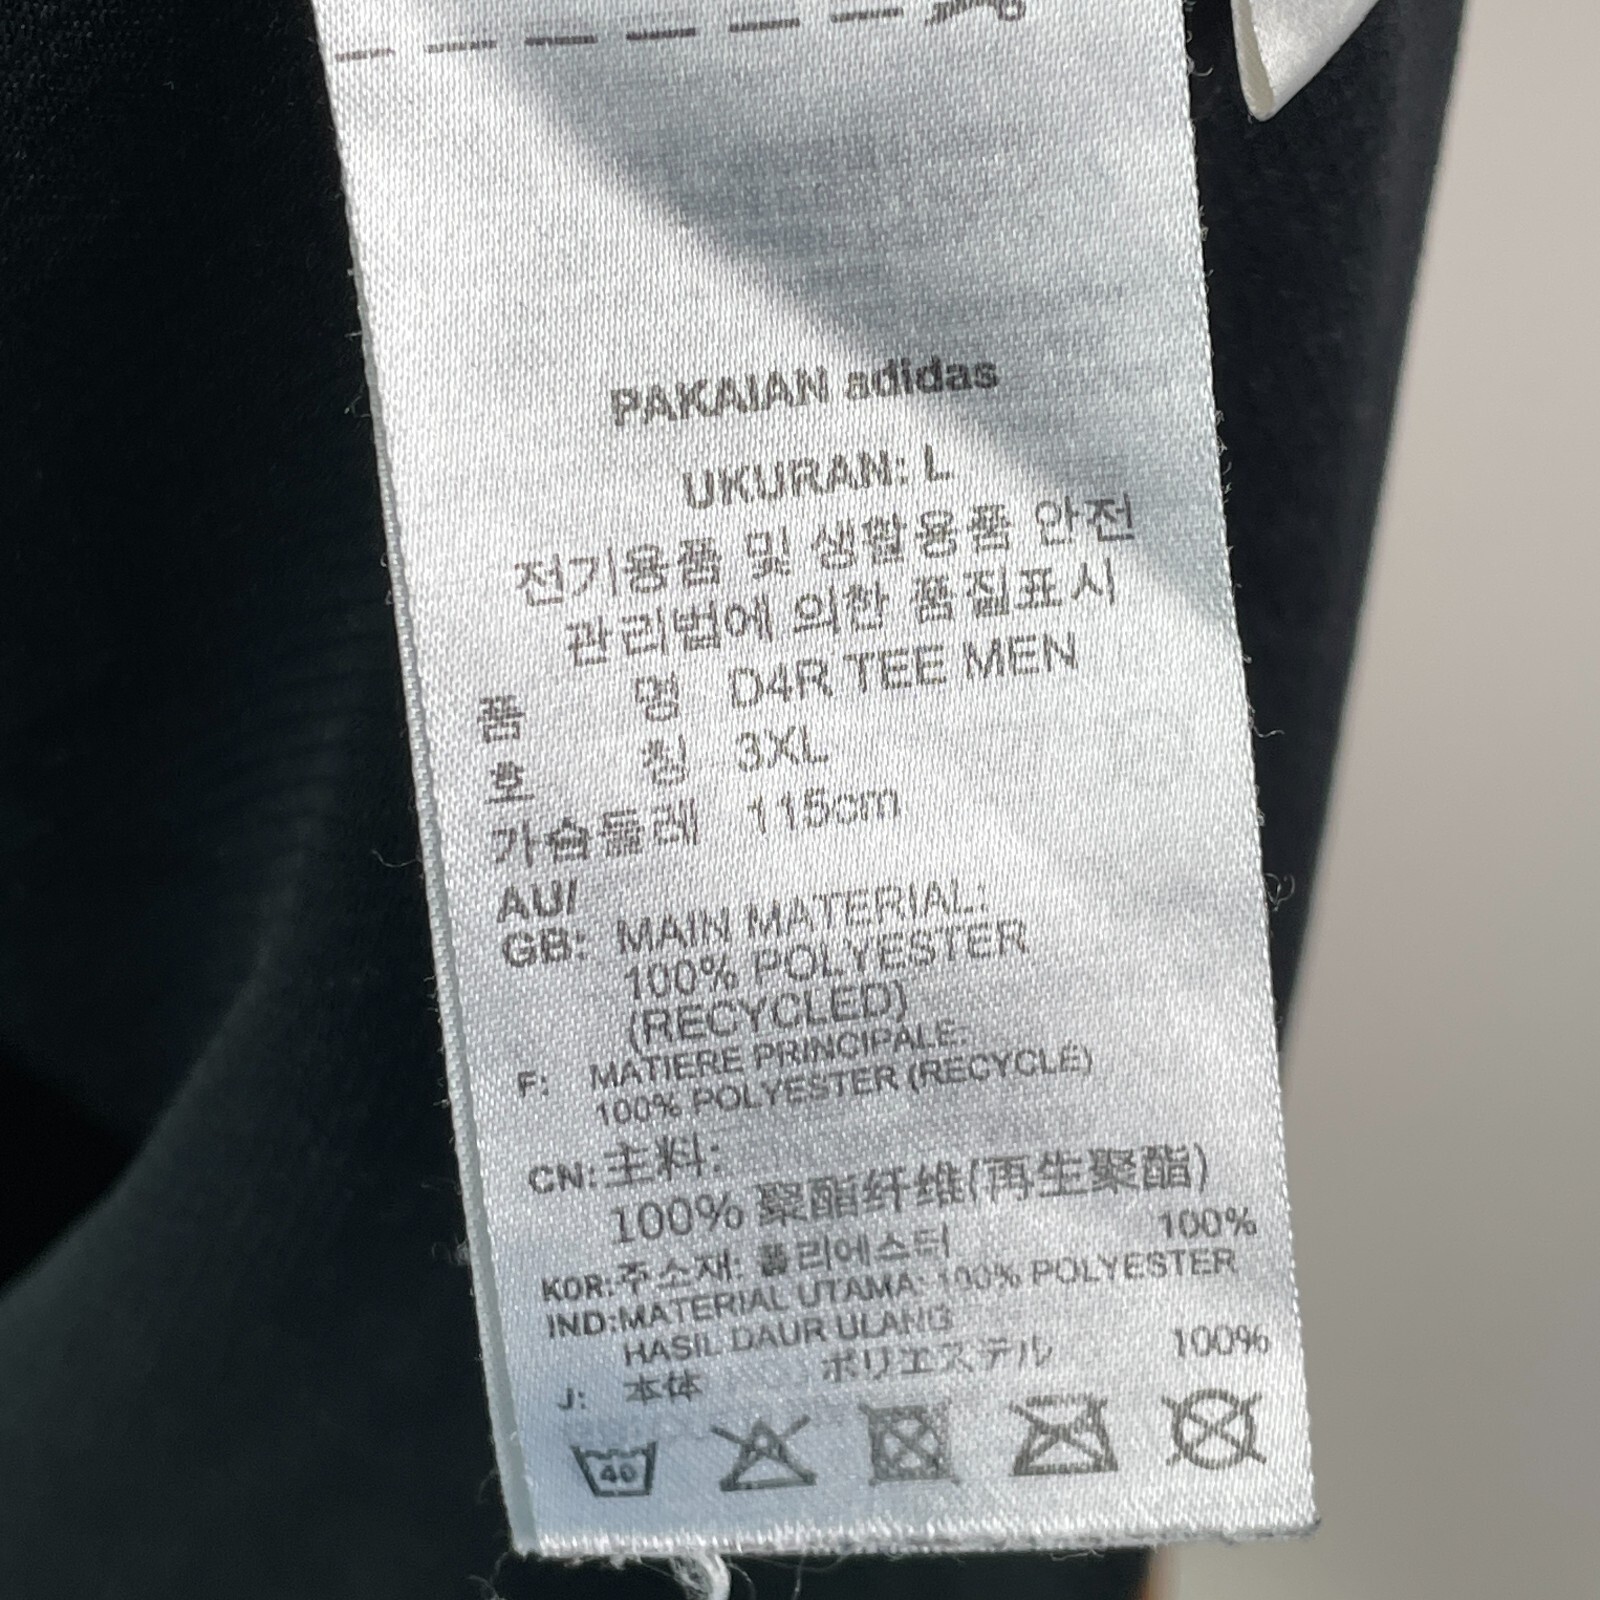 PAKAIAN adidas
UKURAN: L
전기용품 및 생활용품 안전
관리법에 의한 품질표시
품 명 D4R TEE MEN
호 칭 3XL
가슴둘레 115cm
AU/
GB: MAIN MATERIAL:
100% POLYESTER
(RECYCLED)
F: MATIERE PRINCIPALE:
100% POLYESTER (RECYCLÉ)
CN: 主料:
100% 聚酯纤维(再生聚酯)
KOR: 주소재: 폴리에스터 100%
IND: MATERIAL UTAMA: 100% POLYESTER
HASIL DAUR ULANG
J: 本体 ポリエステル 100%
40